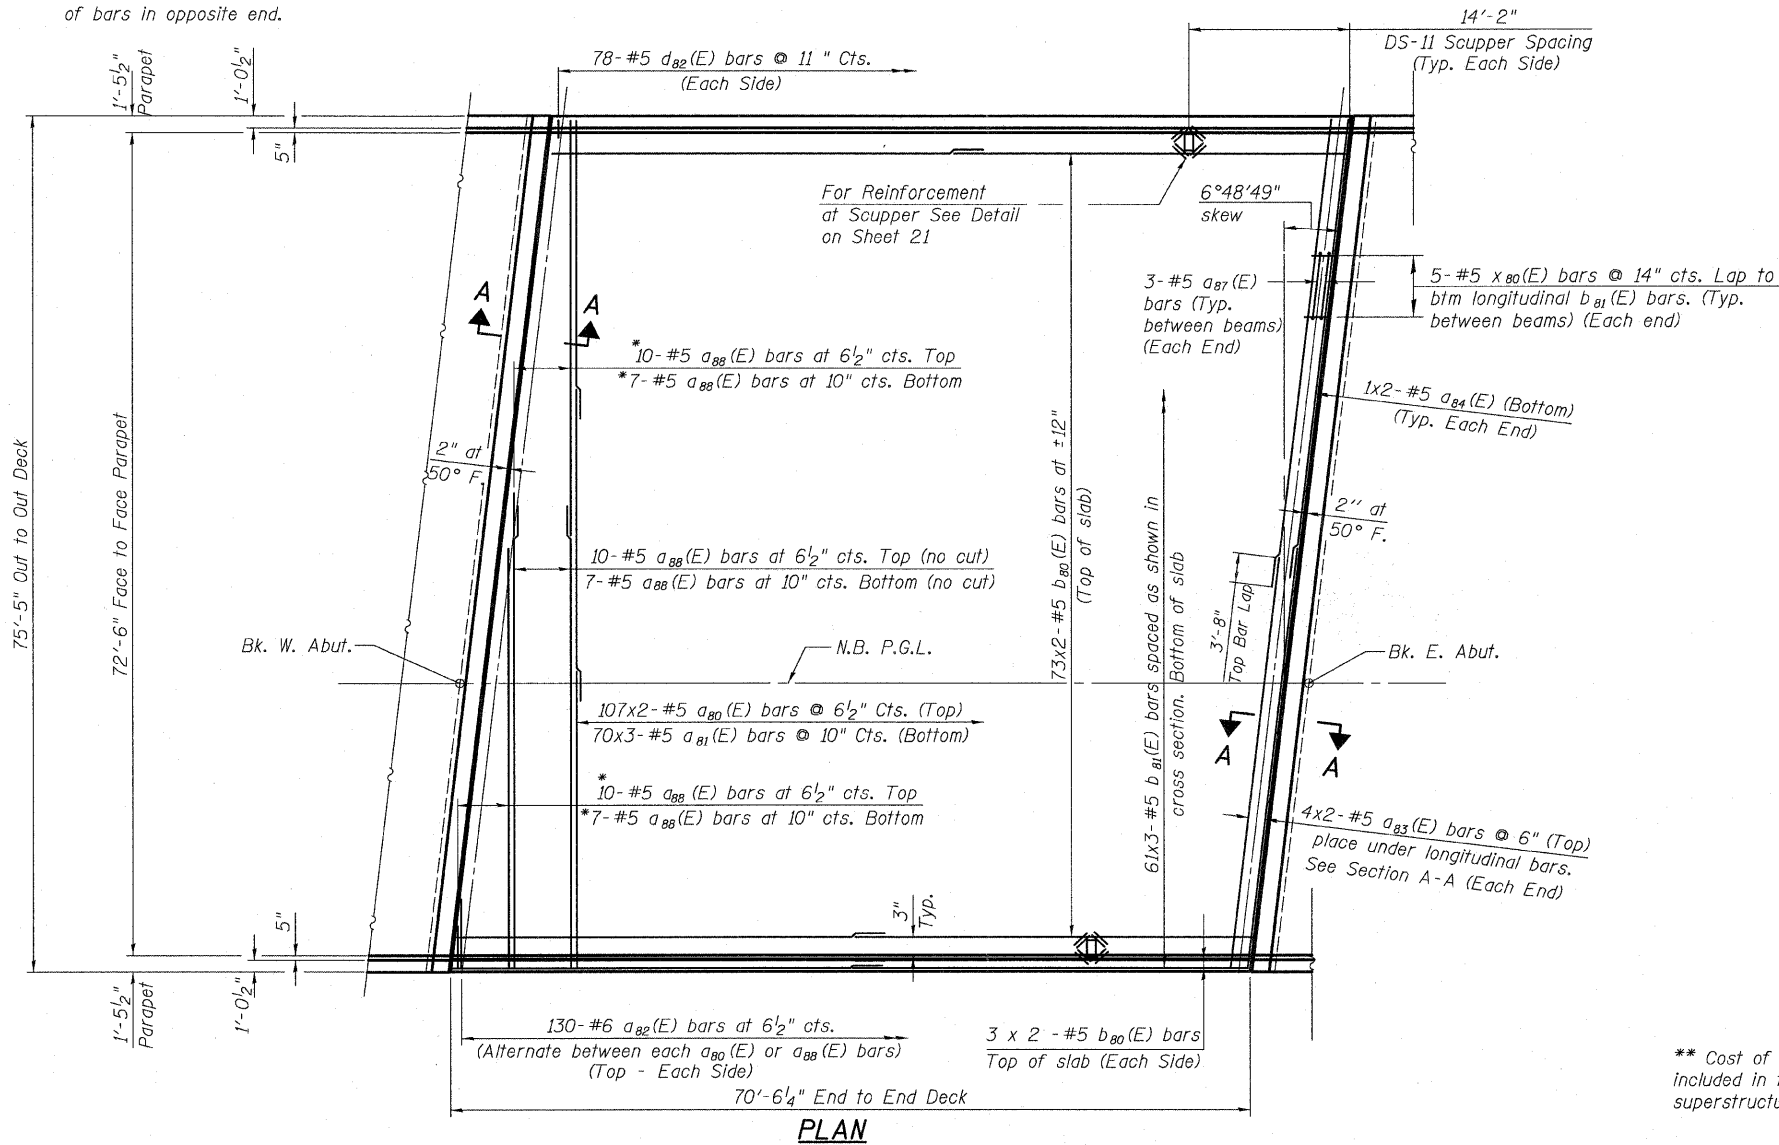 of bars in opposite end.
14'-2"
DS-11 Scupper Spacing
(Typ. Each Side)
78-#5 d82(E) bars @ 11 " Cts.
(Each Side)
1'-5½"
Parapet
1'-0½"
5"
For Reinforcement
at Scupper See Detail
on Sheet 21
6°48'49"
skew
3-#5 a87(E)
bars (Typ.
between beams)
(Each End)
5-#5 x80(E) bars @ 14" cts. Lap to
btm longitudinal b81(E) bars. (Typ.
between beams) (Each end)
A
A
*10-#5 a88(E) bars at 6½" cts. Top
*7-#5 a88(E) bars at 10" cts. Bottom
1x2-#5 a84(E) (Bottom)
(Typ. Each End)
2" at
50° F.
75'-5" Out to Out Deck
72'-6" Face to Face Parapet
73x2-#5 b80(E) bars at ±12"
(Top of slab)
61x3-#5 b81(E) bars spaced as shown in
cross section. Bottom of slab
2" at
50° F.
10-#5 a88(E) bars at 6½" cts. Top (no cut)
7-#5 a88(E) bars at 10" cts. Bottom (no cut)
3'-8"
Top Bar Lap
Bk. W. Abut.
N.B. P.G.L.
Bk. E. Abut.
107x2-#5 a80(E) bars @ 6½" Cts. (Top)
70x3-#5 a81(E) bars @ 10" Cts. (Bottom)
A
A
*10-#5 a88(E) bars at 6½" cts. Top
*7-#5 a88(E) bars at 10" cts. Bottom
4x2-#5 a83(E) bars @ 6" (Top)
place under longitudinal bars.
See Section A-A (Each End)
3"
Typ.
5"
1'-5½"
Parapet
1'-0½"
130-#6 a82(E) bars at 6½" cts.
(Alternate between each a80(E) or a88(E) bars)
(Top - Each Side)
3 x 2 -#5 b80(E) bars
Top of slab (Each Side)
70'-6¼" End to End Deck
PLAN
** Cost of
included in
superstructu